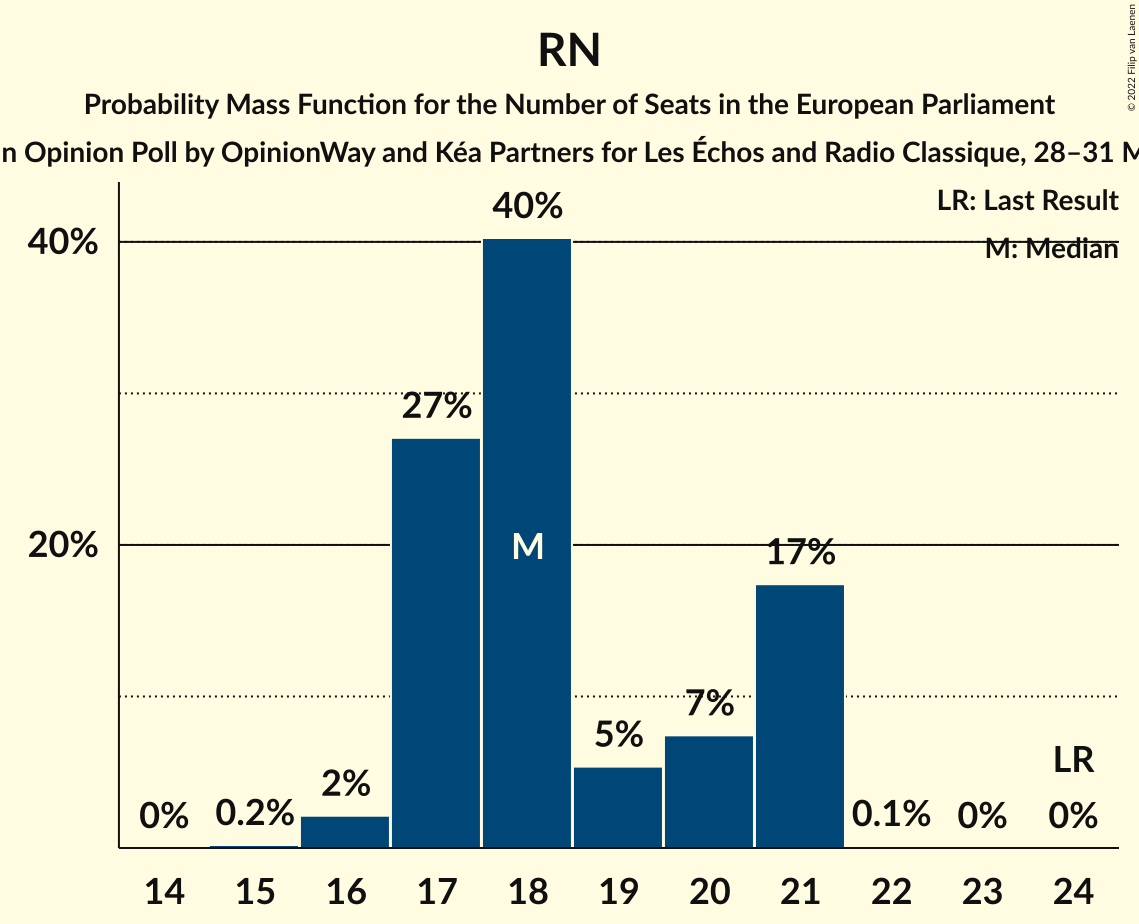 RN
Probability Mass Function for the Number of Seats in the European Parliament
n Opinion Poll by OpinionWay and Kéa Partners for Les Échos and Radio Classique, 28–31 M
© 2022 Filip van Laenen
LR: Last Result
M: Median
40%
20%
0%
0.2%
2%
27%
40%
M
5%
7%
17%
0.1%
0%
LR
0%
14 15 16 17 18 19 20 21 22 23 24